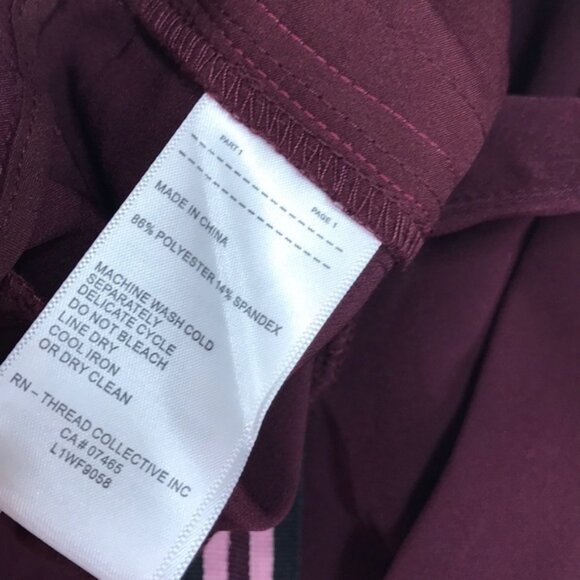 PART 1 PAGE 1
MADE IN CHINA
86% POLYESTER 14% SPANDEX
MACHINE WASH COLD
SEPARATELY
DELICATE CYCLE
DO NOT BLEACH
LINE DRY
COOL IRON
OR DRY CLEAN
RN - THREAD COLLECTIVE INC
CA# 07465
L1WF9058